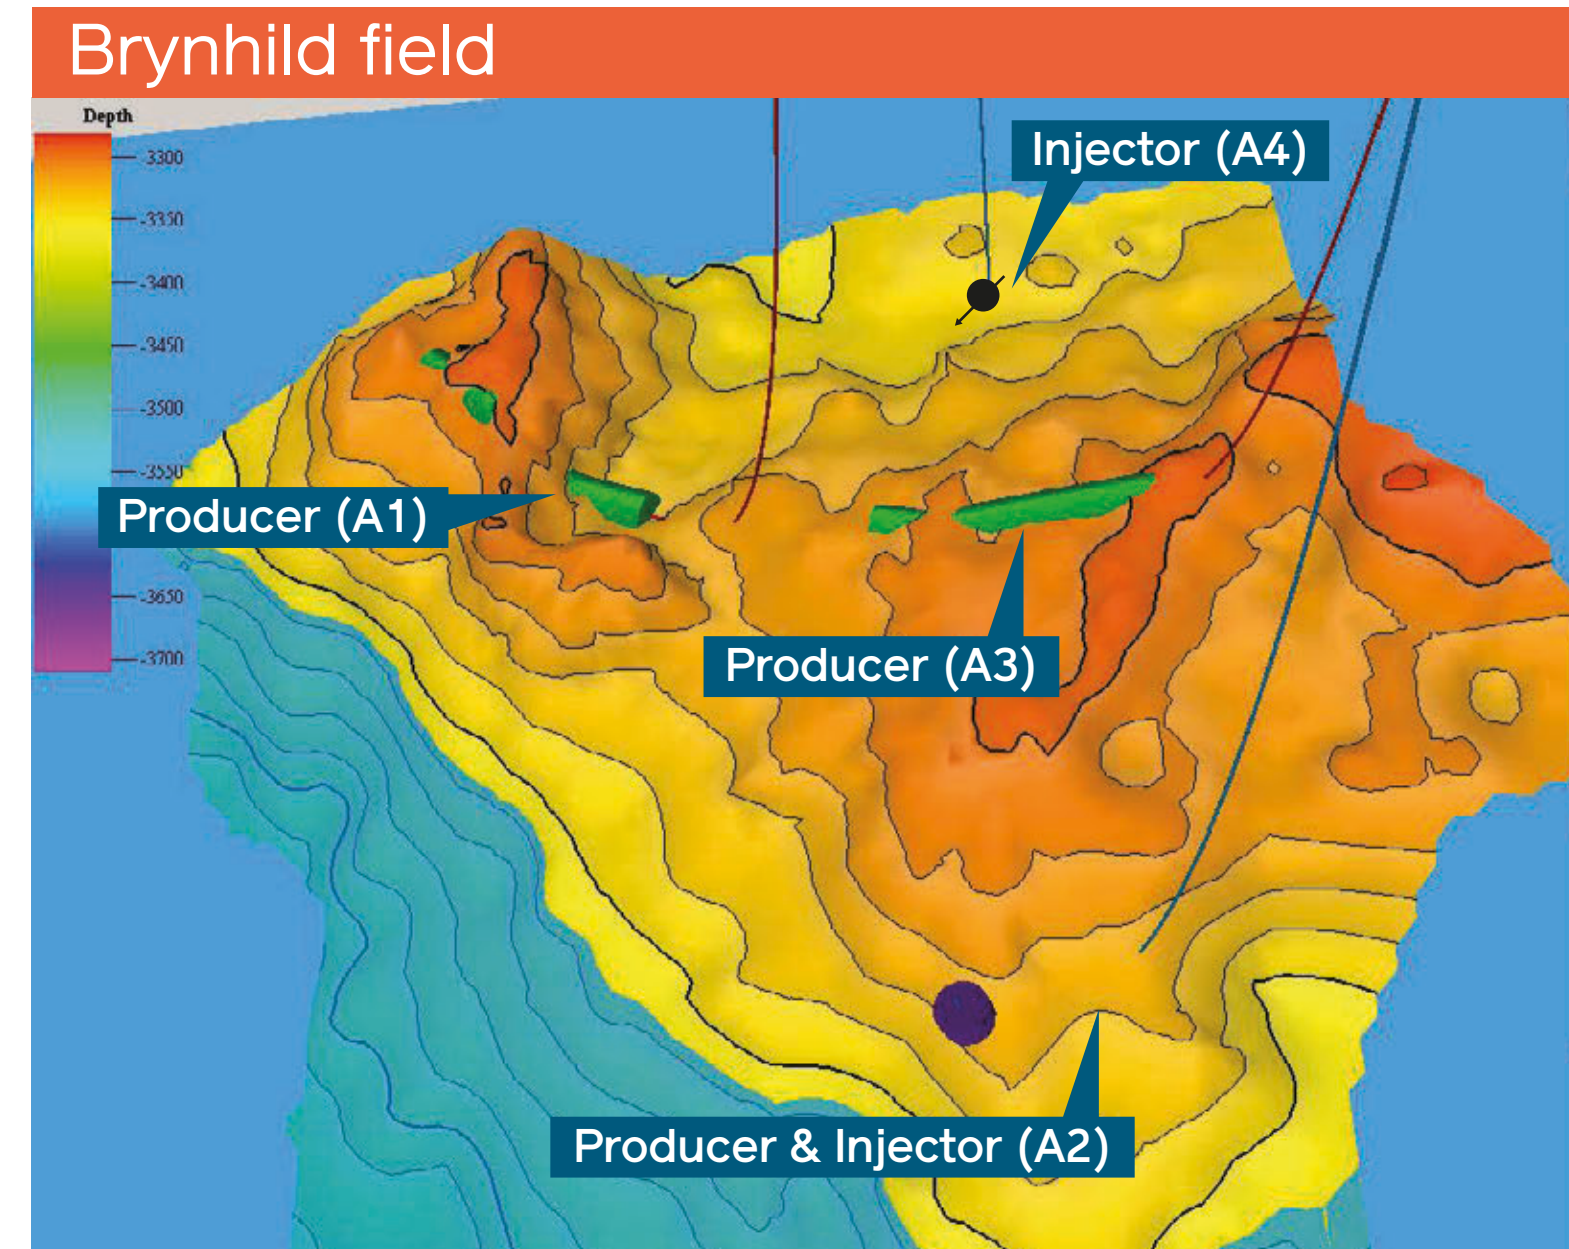 Brynhild field
Depth
-3300
-3350
-3400
-3450
-3500
-3550
-3650
-3700
Injector (A4)
Producer (A1)
Producer (A3)
Producer & Injector (A2)